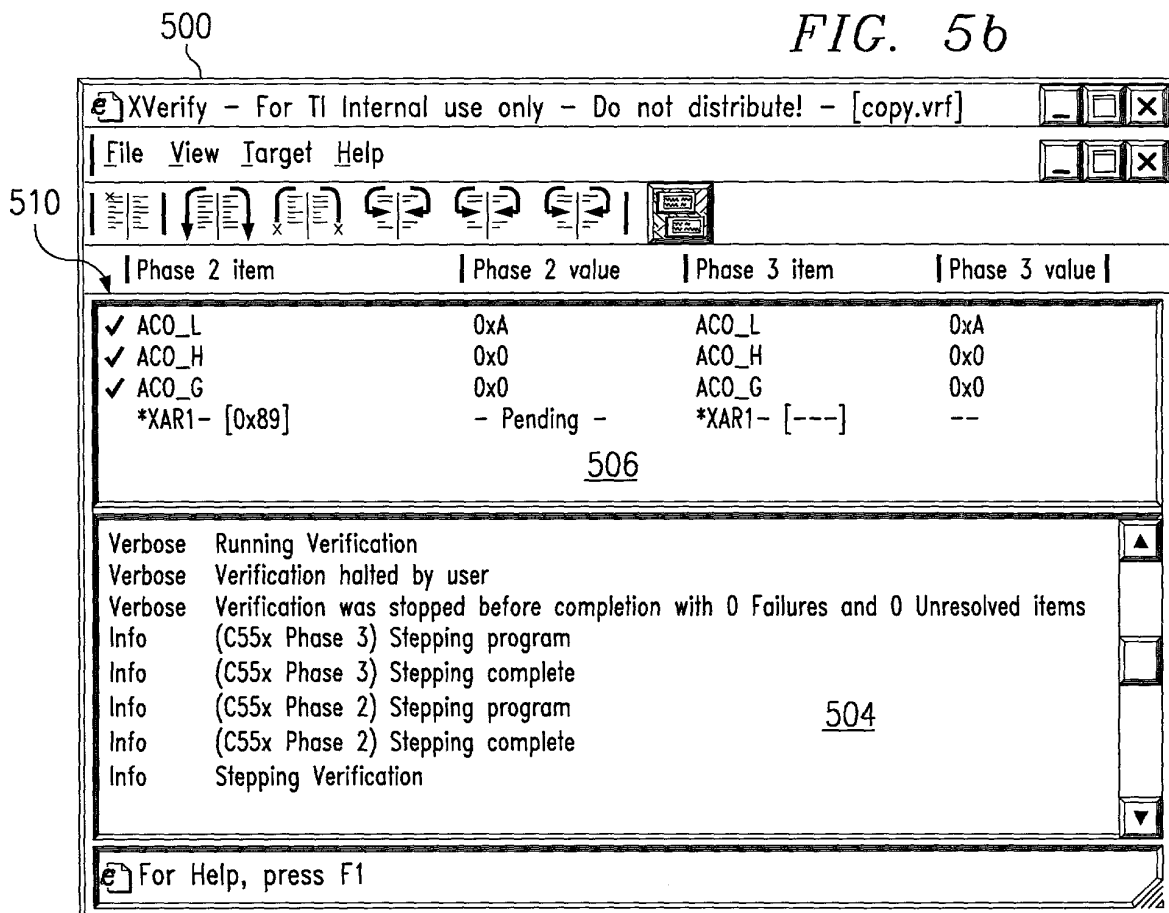 FIG. 5b
500
XVerify - For TI Internal use only - Do not distribute! - [copy.vrf]
File View Target Help
510
Phase 2 item Phase 2 value Phase 3 item Phase 3 value
✓ AC0_L 0xA AC0_L 0xA
✓ AC0_H 0x0 AC0_H 0x0
✓ AC0_G 0x0 AC0_G 0x0
*XAR1- [0x89] - Pending - *XAR1- [---] --
506
Verbose Running Verification
Verbose Verification halted by user
Verbose Verification was stopped before completion with 0 Failures and 0 Unresolved items
Info (C55x Phase 3) Stepping program
Info (C55x Phase 3) Stepping complete
Info (C55x Phase 2) Stepping program
504
Info (C55x Phase 2) Stepping complete
Info Stepping Verification
For Help, press F1